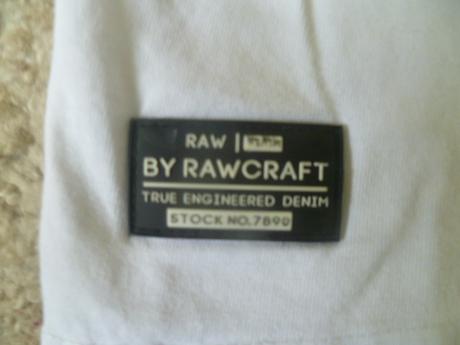 RAW |
BY RAWCRAFT
TRUE ENGINEERED DENIM
STOCK NO.7890